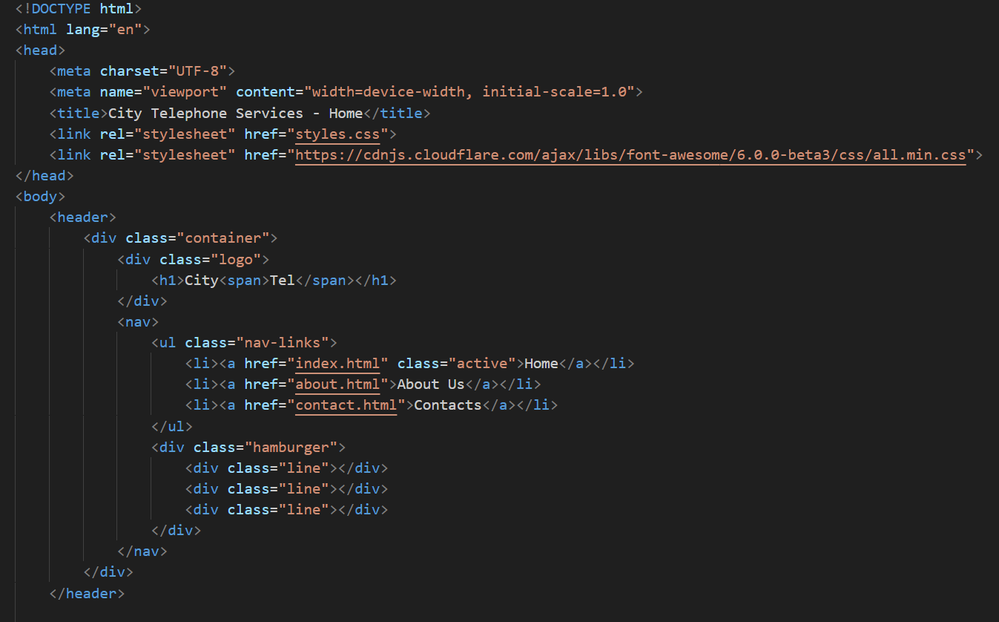 <!DOCTYPE html>
<html lang="en">
<head>
    <meta charset="UTF-8">
    <meta name="viewport" content="width=device-width, initial-scale=1.0">
    <title>City Telephone Services - Home</title>
    <link rel="stylesheet" href="styles.css">
    <link rel="stylesheet" href="https://cdnjs.cloudflare.com/ajax/libs/font-awesome/6.0.0-beta3/css/all.min.css">
</head>
<body>
    <header>
        <div class="container">
            <div class="logo">
                <h1>City<span>Tel</span></h1>
            </div>
            <nav>
                <ul class="nav-links">
                    <li><a href="index.html" class="active">Home</a></li>
                    <li><a href="about.html">About Us</a></li>
                    <li><a href="contact.html">Contacts</a></li>
                </ul>
                <div class="hamburger">
                    <div class="line"></div>
                    <div class="line"></div>
                    <div class="line"></div>
                </div>
            </nav>
        </div>
    </header>